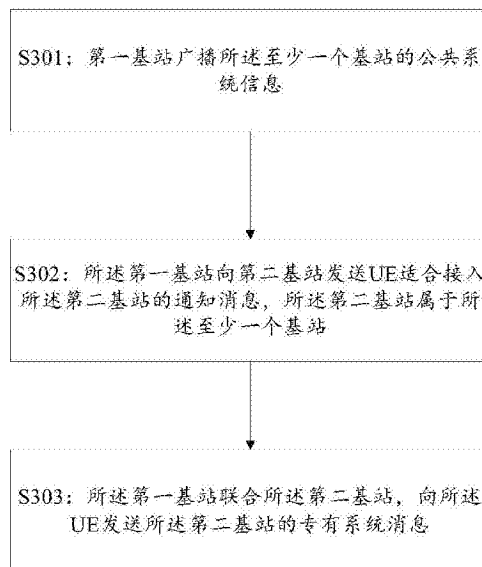 S301：第一基站广播所述至少一个基站的公共系
统信息
S302：所述第一基站向第二基站发送UE适合接入
所述第二基站的通知消息，所述第二基站属于所
述至少一个基站
S303：所述第一基站联合所述第二基站，向所述
UE发送所述第二基站的专有系统消息